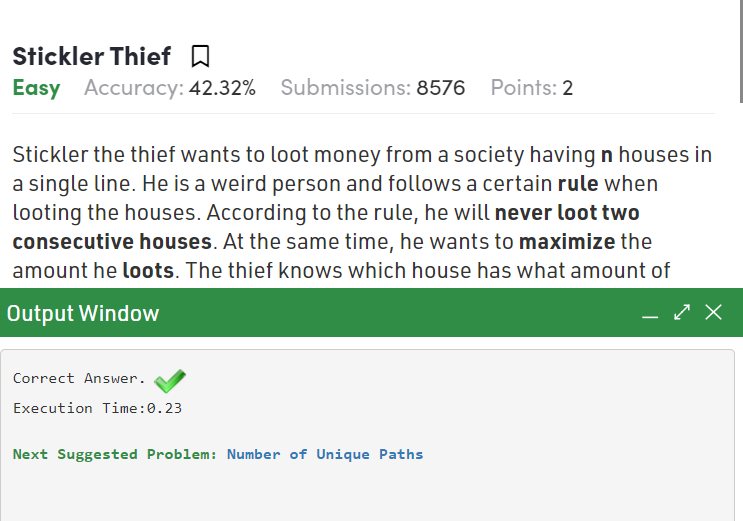 Stickler Thief
Easy Accuracy: 42.32% Submissions: 8576 Points: 2
Stickler the thief wants to loot money from a society having n houses in
a single line. He is a weird person and follows a certain rule when
looting the houses. According to the rule, he will never loot two
consecutive houses. At the same time, he wants to maximize the
amount he loots. The thief knows which house has what amount of
Output Window
Correct Answer.
Execution Time:0.23
Next Suggested Problem: Number of Unique Paths